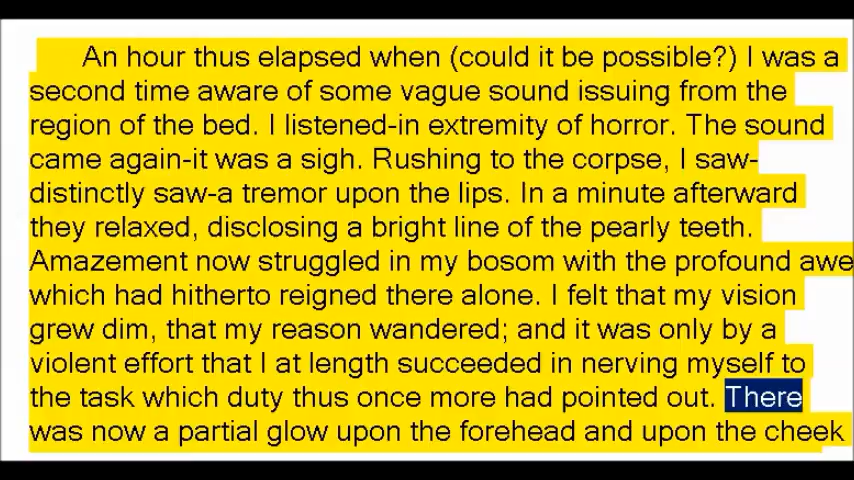 An hour thus elapsed when (could it be possible?) I was a
second time aware of some vague sound issuing from the
region of the bed. I listened-in extremity of horror. The sound
came again-it was a sigh. Rushing to the corpse, I saw-
distinctly saw-a tremor upon the lips. In a minute afterward
they relaxed, disclosing a bright line of the pearly teeth.
Amazement now struggled in my bosom with the profound awe
which had hitherto reigned there alone. I felt that my vision
grew dim, that my reason wandered; and it was only by a
violent effort that I at length succeeded in nerving myself to
the task which duty thus once more had pointed out. There
was now a partial glow upon the forehead and upon the cheek